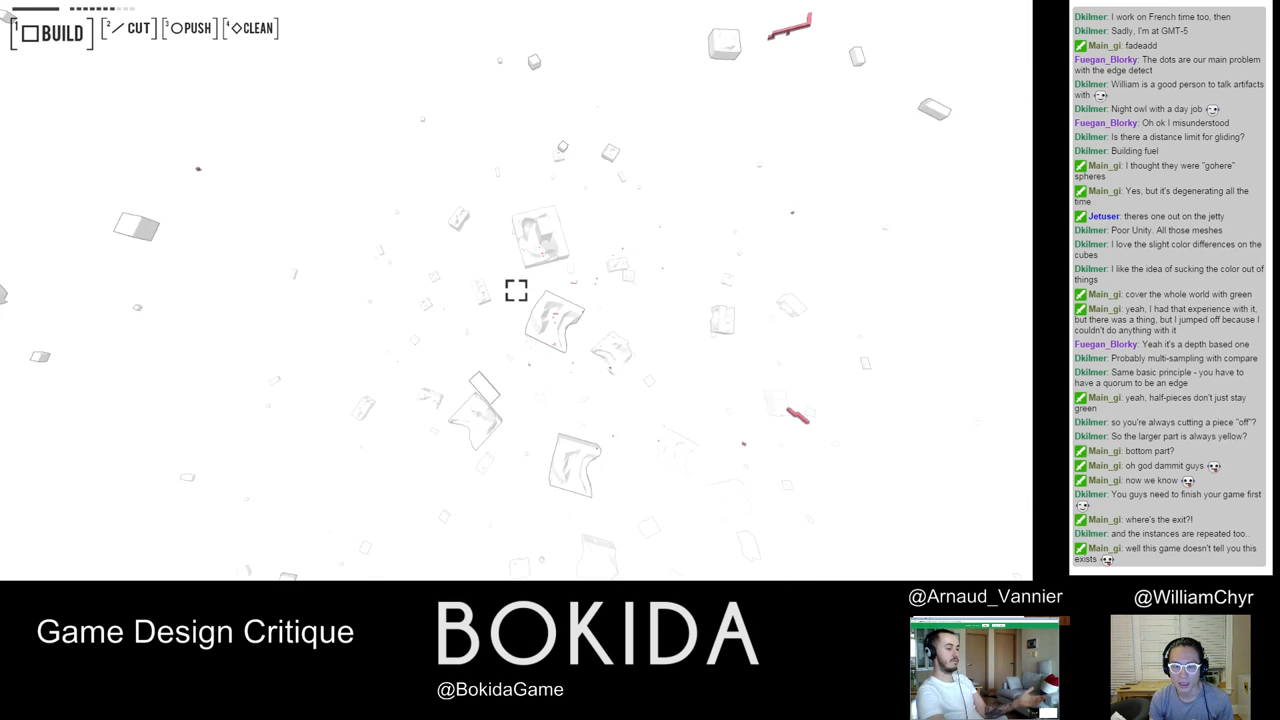 [¹ BUILD] [² CUT] [³ PUSH] [⁴ CLEAN]
Dkilmer: I work on French time too, then
Dkilmer: Sadly, I'm at GMT-5
Main_gi: fadeadd
Fuegan_Blorky: The dots are our main problem
with the edge detect
Dkilmer: William is a good person to talk artifacts
with
Dkilmer: Night owl with a day job
Fuegan_Blorky: Oh ok I misunderstood
Dkilmer: Is there a distance limit for gliding?
Dkilmer: Building fuel
Main_gi: I thought they were "gohere"
spheres
Main_gi: Yes, but it's degenerating all the
time
Jetuser: theres one out on the jetty
Dkilmer: Poor Unity. All those meshes
Dkilmer: I love the slight color differences on the
cubes
Dkilmer: I like the idea of sucking the color out of
things
Main_gi: cover the whole world with green
Main_gi: yeah, I had that experience with it,
but there was a thing, but I jumped off because I
couldn't do anything with it
Fuegan_Blorky: Yeah it's a depth based one
Dkilmer: Probably multi-sampling with compare
Dkilmer: Same basic principle - you have to
have a quorum to be an edge
Main_gi: yeah, half-pieces don't just stay
green
Dkilmer: so you're always cutting a piece "off"?
Dkilmer: So the larger part is always yellow?
Main_gi: bottom part?
Main_gi: oh god dammit guys
Main_gi: now we know
Dkilmer: You guys need to finish your game first
Main_gi: where's the exit?!
Dkilmer: and the instances are repeated too..
Main_gi: well this game doesn't tell you this
exists
Game Design Critique
BOKIDA
@BokidaGame
@Arnaud_Vannier
@WilliamChyr